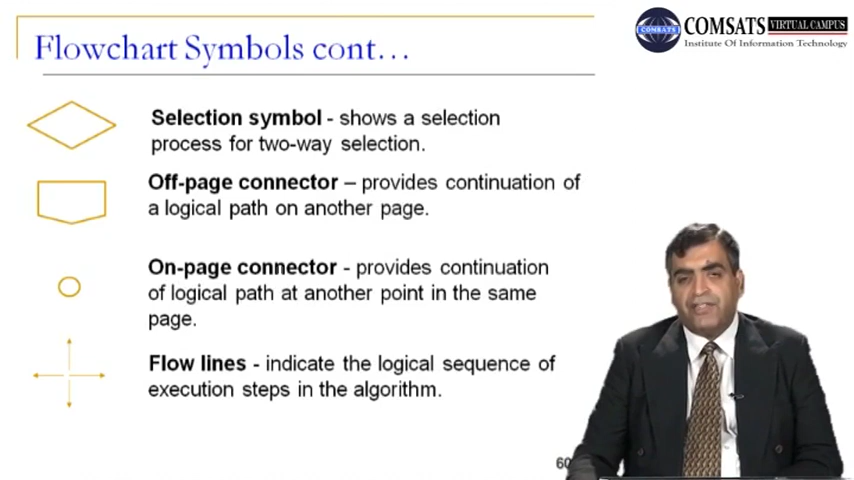 Flowchart Symbols cont…
COMSATS VIRTUAL CAMPUS
COMSATS
Institute Of Information Technology
Selection symbol - shows a selection
process for two-way selection.
Off-page connector – provides continuation of
a logical path on another page.
On-page connector - provides continuation
of logical path at another point in the same
page.
Flow lines - indicate the logical sequence of
execution steps in the algorithm.
60